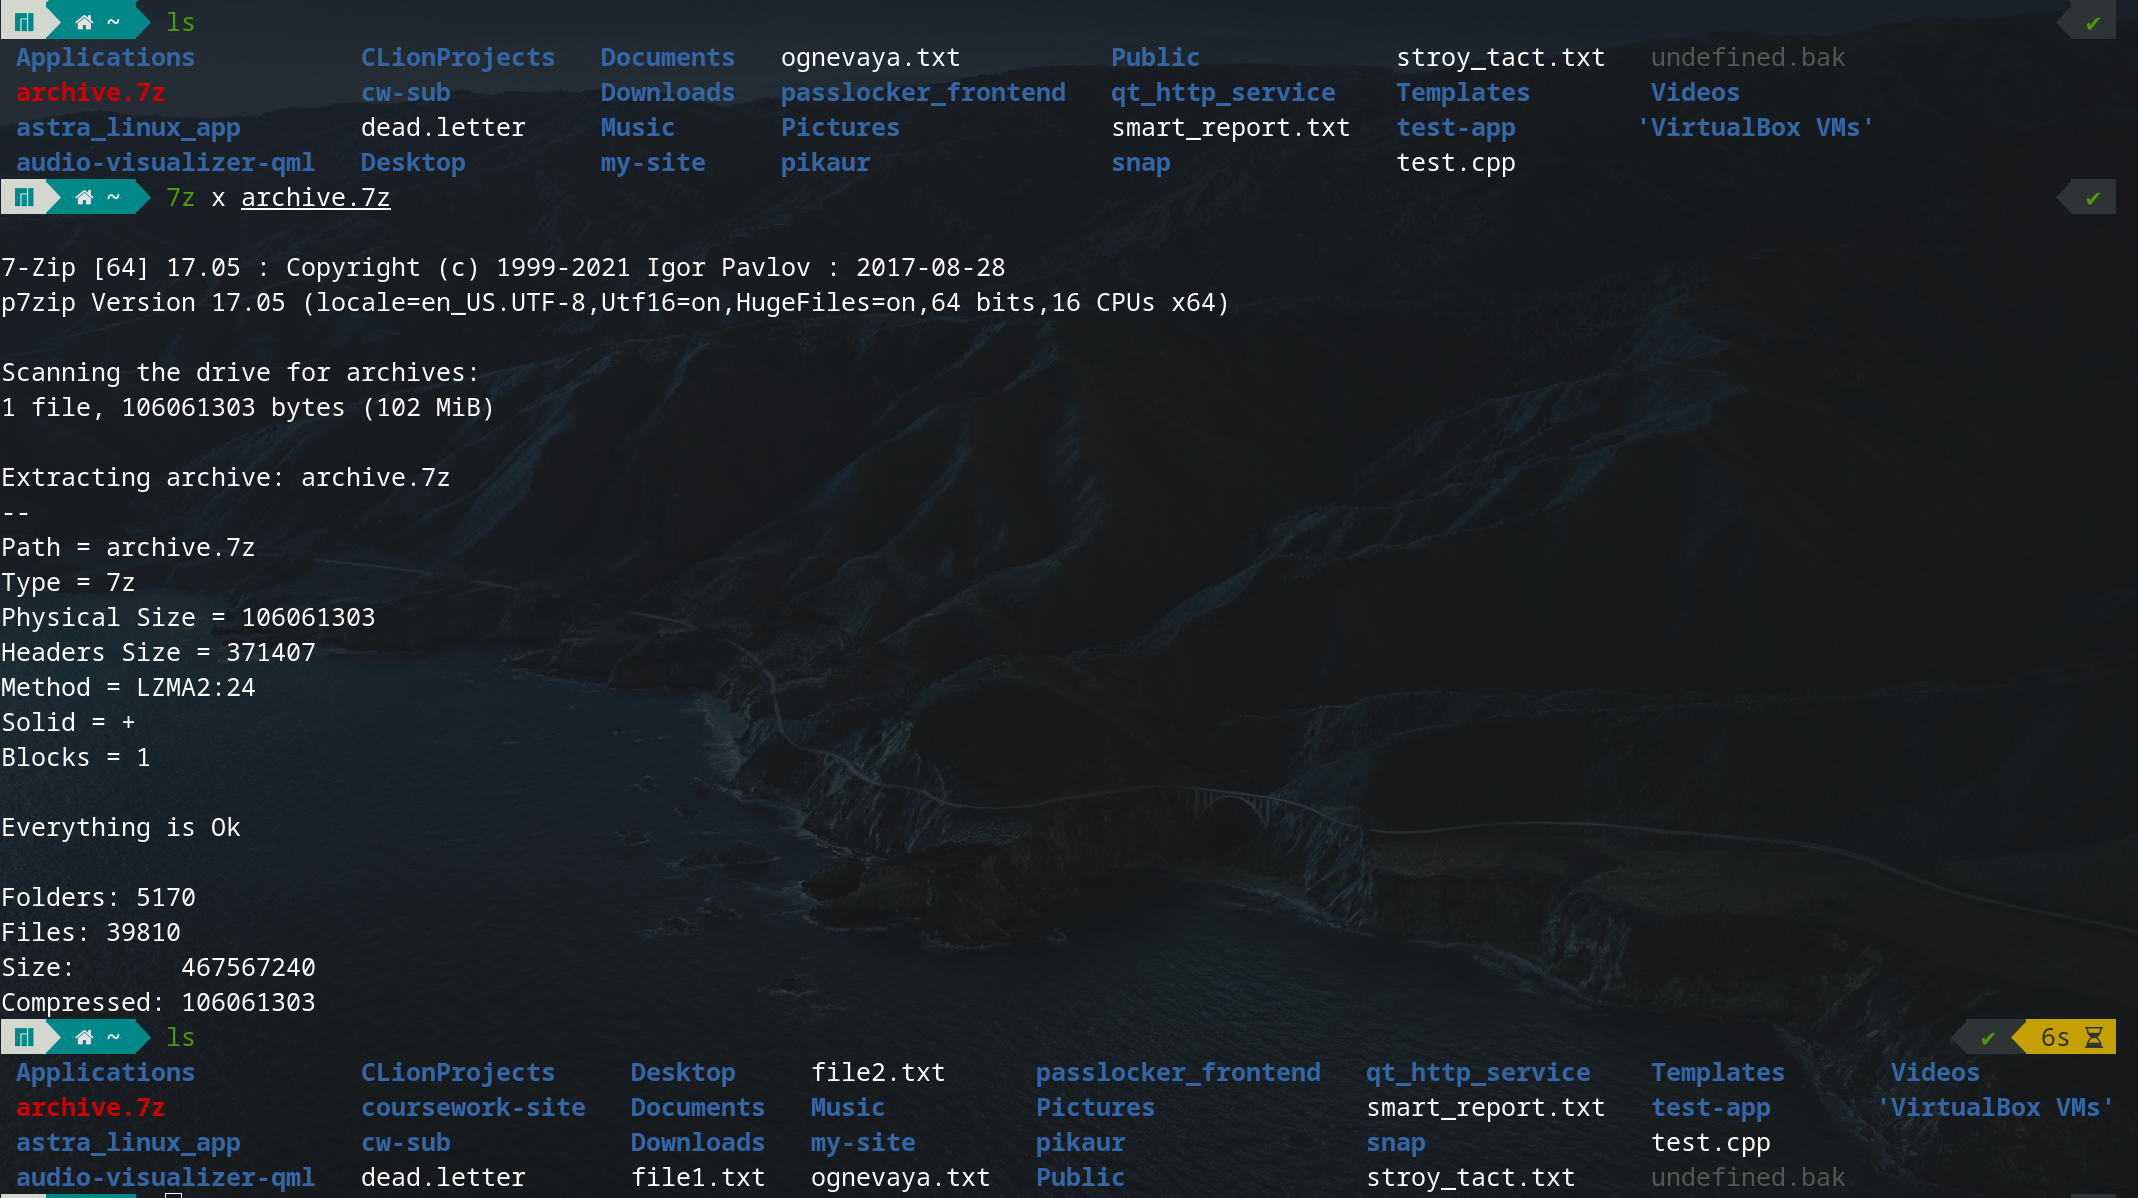 ~ ls ✔
Applications CLionProjects Documents ognevaya.txt Public stroy_tact.txt undefined.bak
archive.7z cw-sub Downloads passlocker_frontend qt_http_service Templates Videos
astra_linux_app dead.letter Music Pictures smart_report.txt test-app 'VirtualBox VMs'
audio-visualizer-qml Desktop my-site pikaur snap test.cpp
~ 7z x archive.7z ✔
7-Zip [64] 17.05 : Copyright (c) 1999-2021 Igor Pavlov : 2017-08-28
p7zip Version 17.05 (locale=en_US.UTF-8,Utf16=on,HugeFiles=on,64 bits,16 CPUs x64)
Scanning the drive for archives:
1 file, 106061303 bytes (102 MiB)
Extracting archive: archive.7z
--
Path = archive.7z
Type = 7z
Physical Size = 106061303
Headers Size = 371407
Method = LZMA2:24
Solid = +
Blocks = 1
Everything is Ok
Folders: 5170
Files: 39810
Size: 467567240
Compressed: 106061303
~ ls ✔ 6s
Applications CLionProjects Desktop file2.txt passlocker_frontend qt_http_service Templates Videos
archive.7z coursework-site Documents Music Pictures smart_report.txt test-app 'VirtualBox VMs'
astra_linux_app cw-sub Downloads my-site pikaur snap test.cpp
audio-visualizer-qml dead.letter file1.txt ognevaya.txt Public stroy_tact.txt undefined.bak